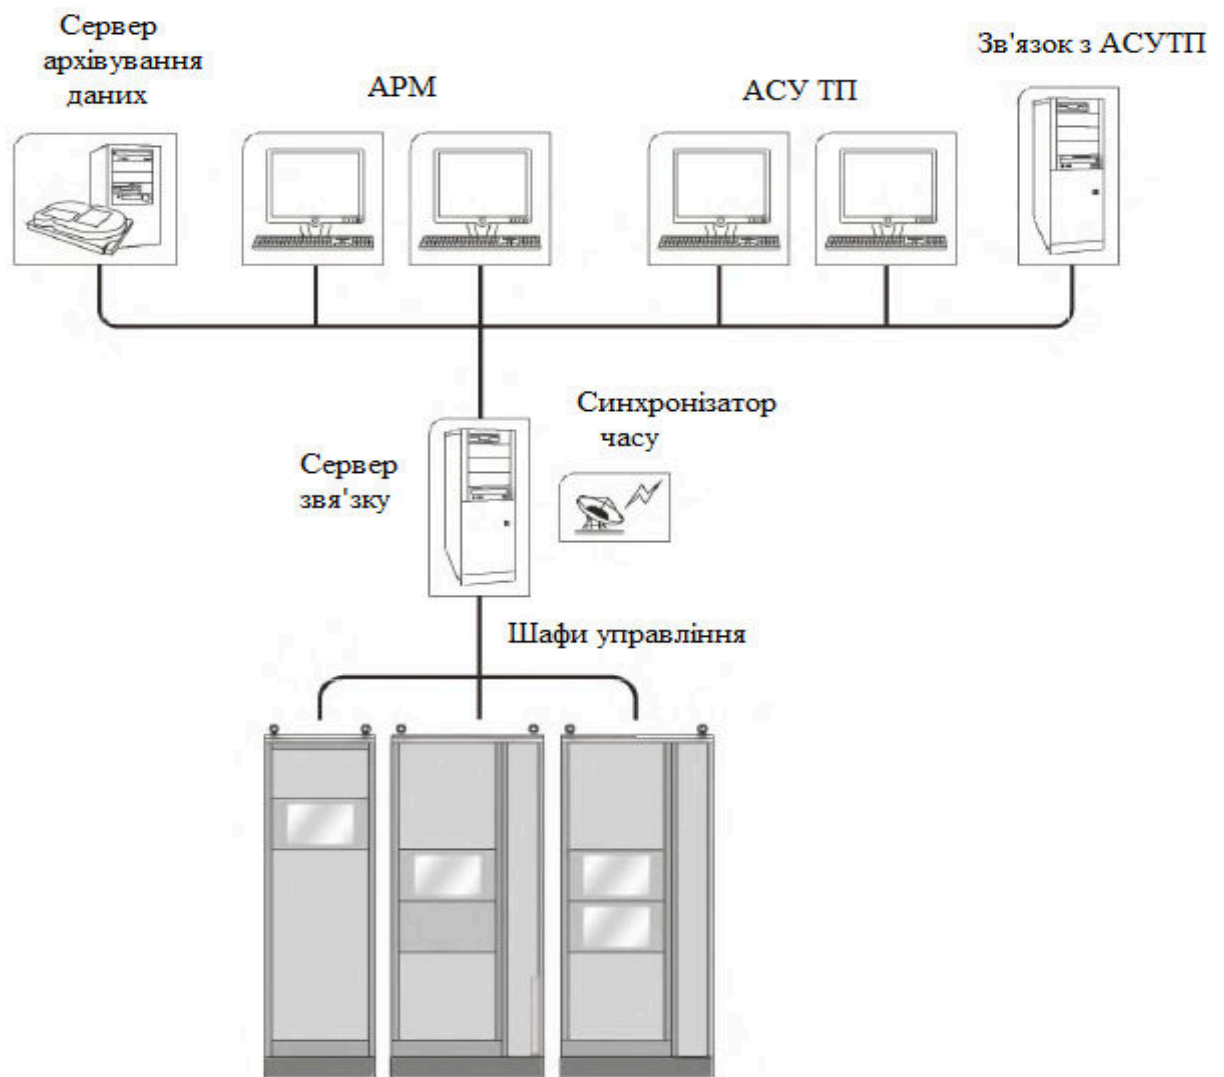 Сервер
архівування
даних
АРМ
АСУ ТП
Зв'язок з АСУТП
Синхронізатор
часу
Сервер
звя'зку
Шафи управління